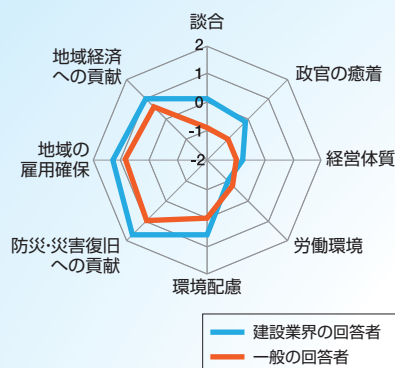 談合
2
1
0
-1
-2
政官の癒着
経営体質
労働環境
環境配慮
防災・災害復旧
への貢献
地域の
雇用確保
地域経済
への貢献
建設業界の回答者
一般の回答者